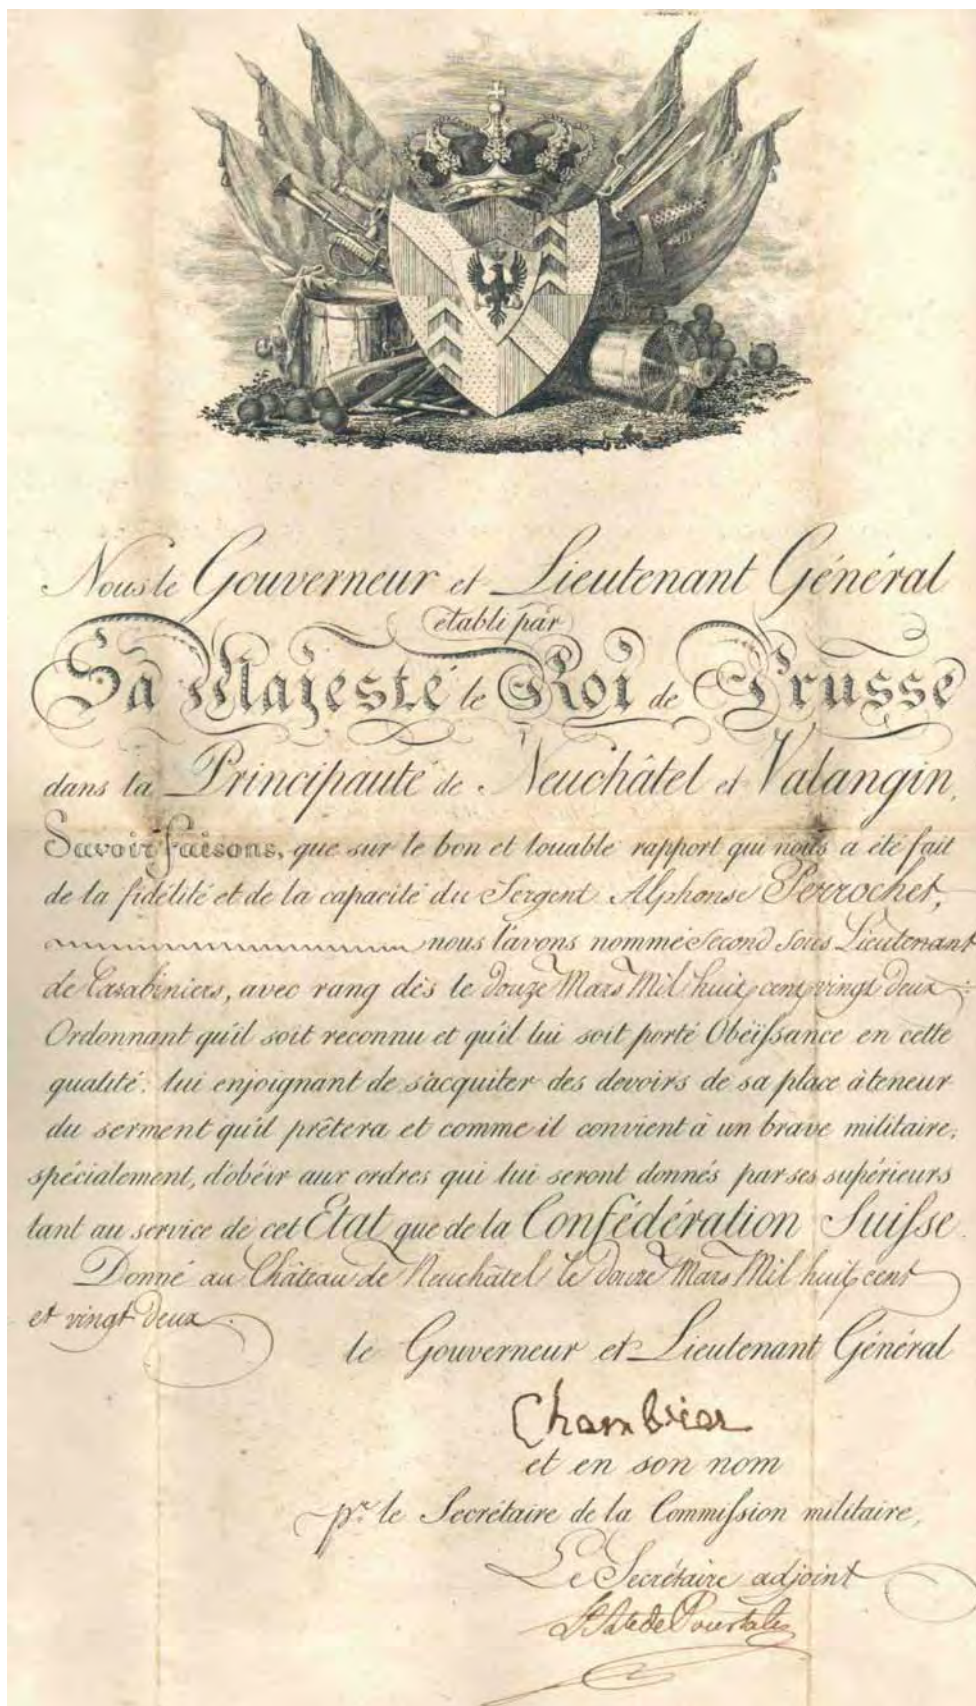 Nous le Gouverneur et Lieutenant Général
établi par
Sa Majesté le Roi de Prusse
dans la Principauté de Neuchâtel et Valangin,
Savoir faisons, que sur le bon et louable rapport qui nous a été fait
de la fidélité et de la capacité du Sergent Alphonse Perrochet,
nous l'avons nommé Second Sous Lieutenant
de Carabiniers, avec rang dès le douze Mars Mil huit cent vingt deux
Ordonnant qu'il soit reconnu et qu'il lui soit porté Obéïſsance en cette
qualité: lui enjoignant de s'acquiter des devoirs de sa place à teneur
du serment qu'il prêtera et comme il convient à un brave militaire;
spécialement, d'obéir aux ordres qui lui seront donnés par ses supérieurs
tant au service de cet État que de la Confédération Suisse.
Donné au Château de Neuchâtel le douze Mars Mil huit cent
et vingt deux.
le Gouverneur et Lieutenant Général
Chambrier
et en son nom
pr. le Secrétaire de la Commiſsion militaire,
Le Secrétaire adjoint
de Pourtalès